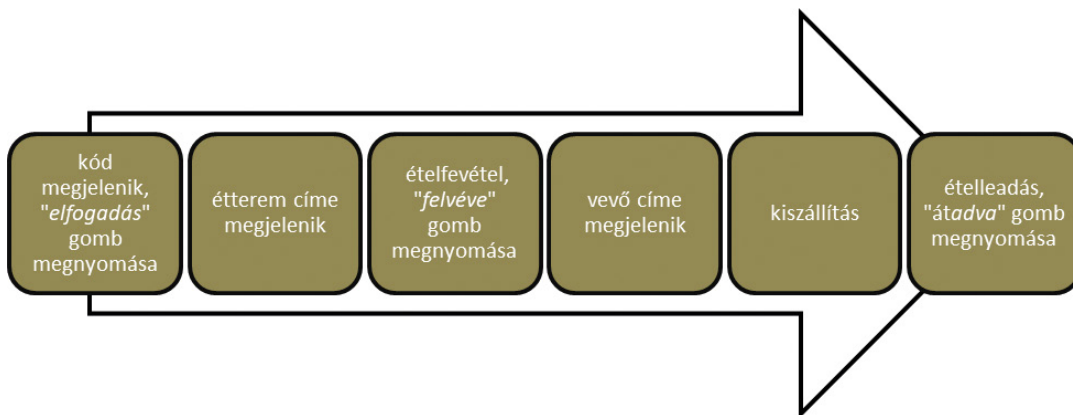 kód
megjelenik,
"elfogadás"
gomb
megnyomása
étterem címe
megjelenik
ételfevétel,
"felvéve"
gomb
megnyomása
vevő címe
megjelenik
kiszállítás
ételleadás,
"átadva" gomb
megnyomása